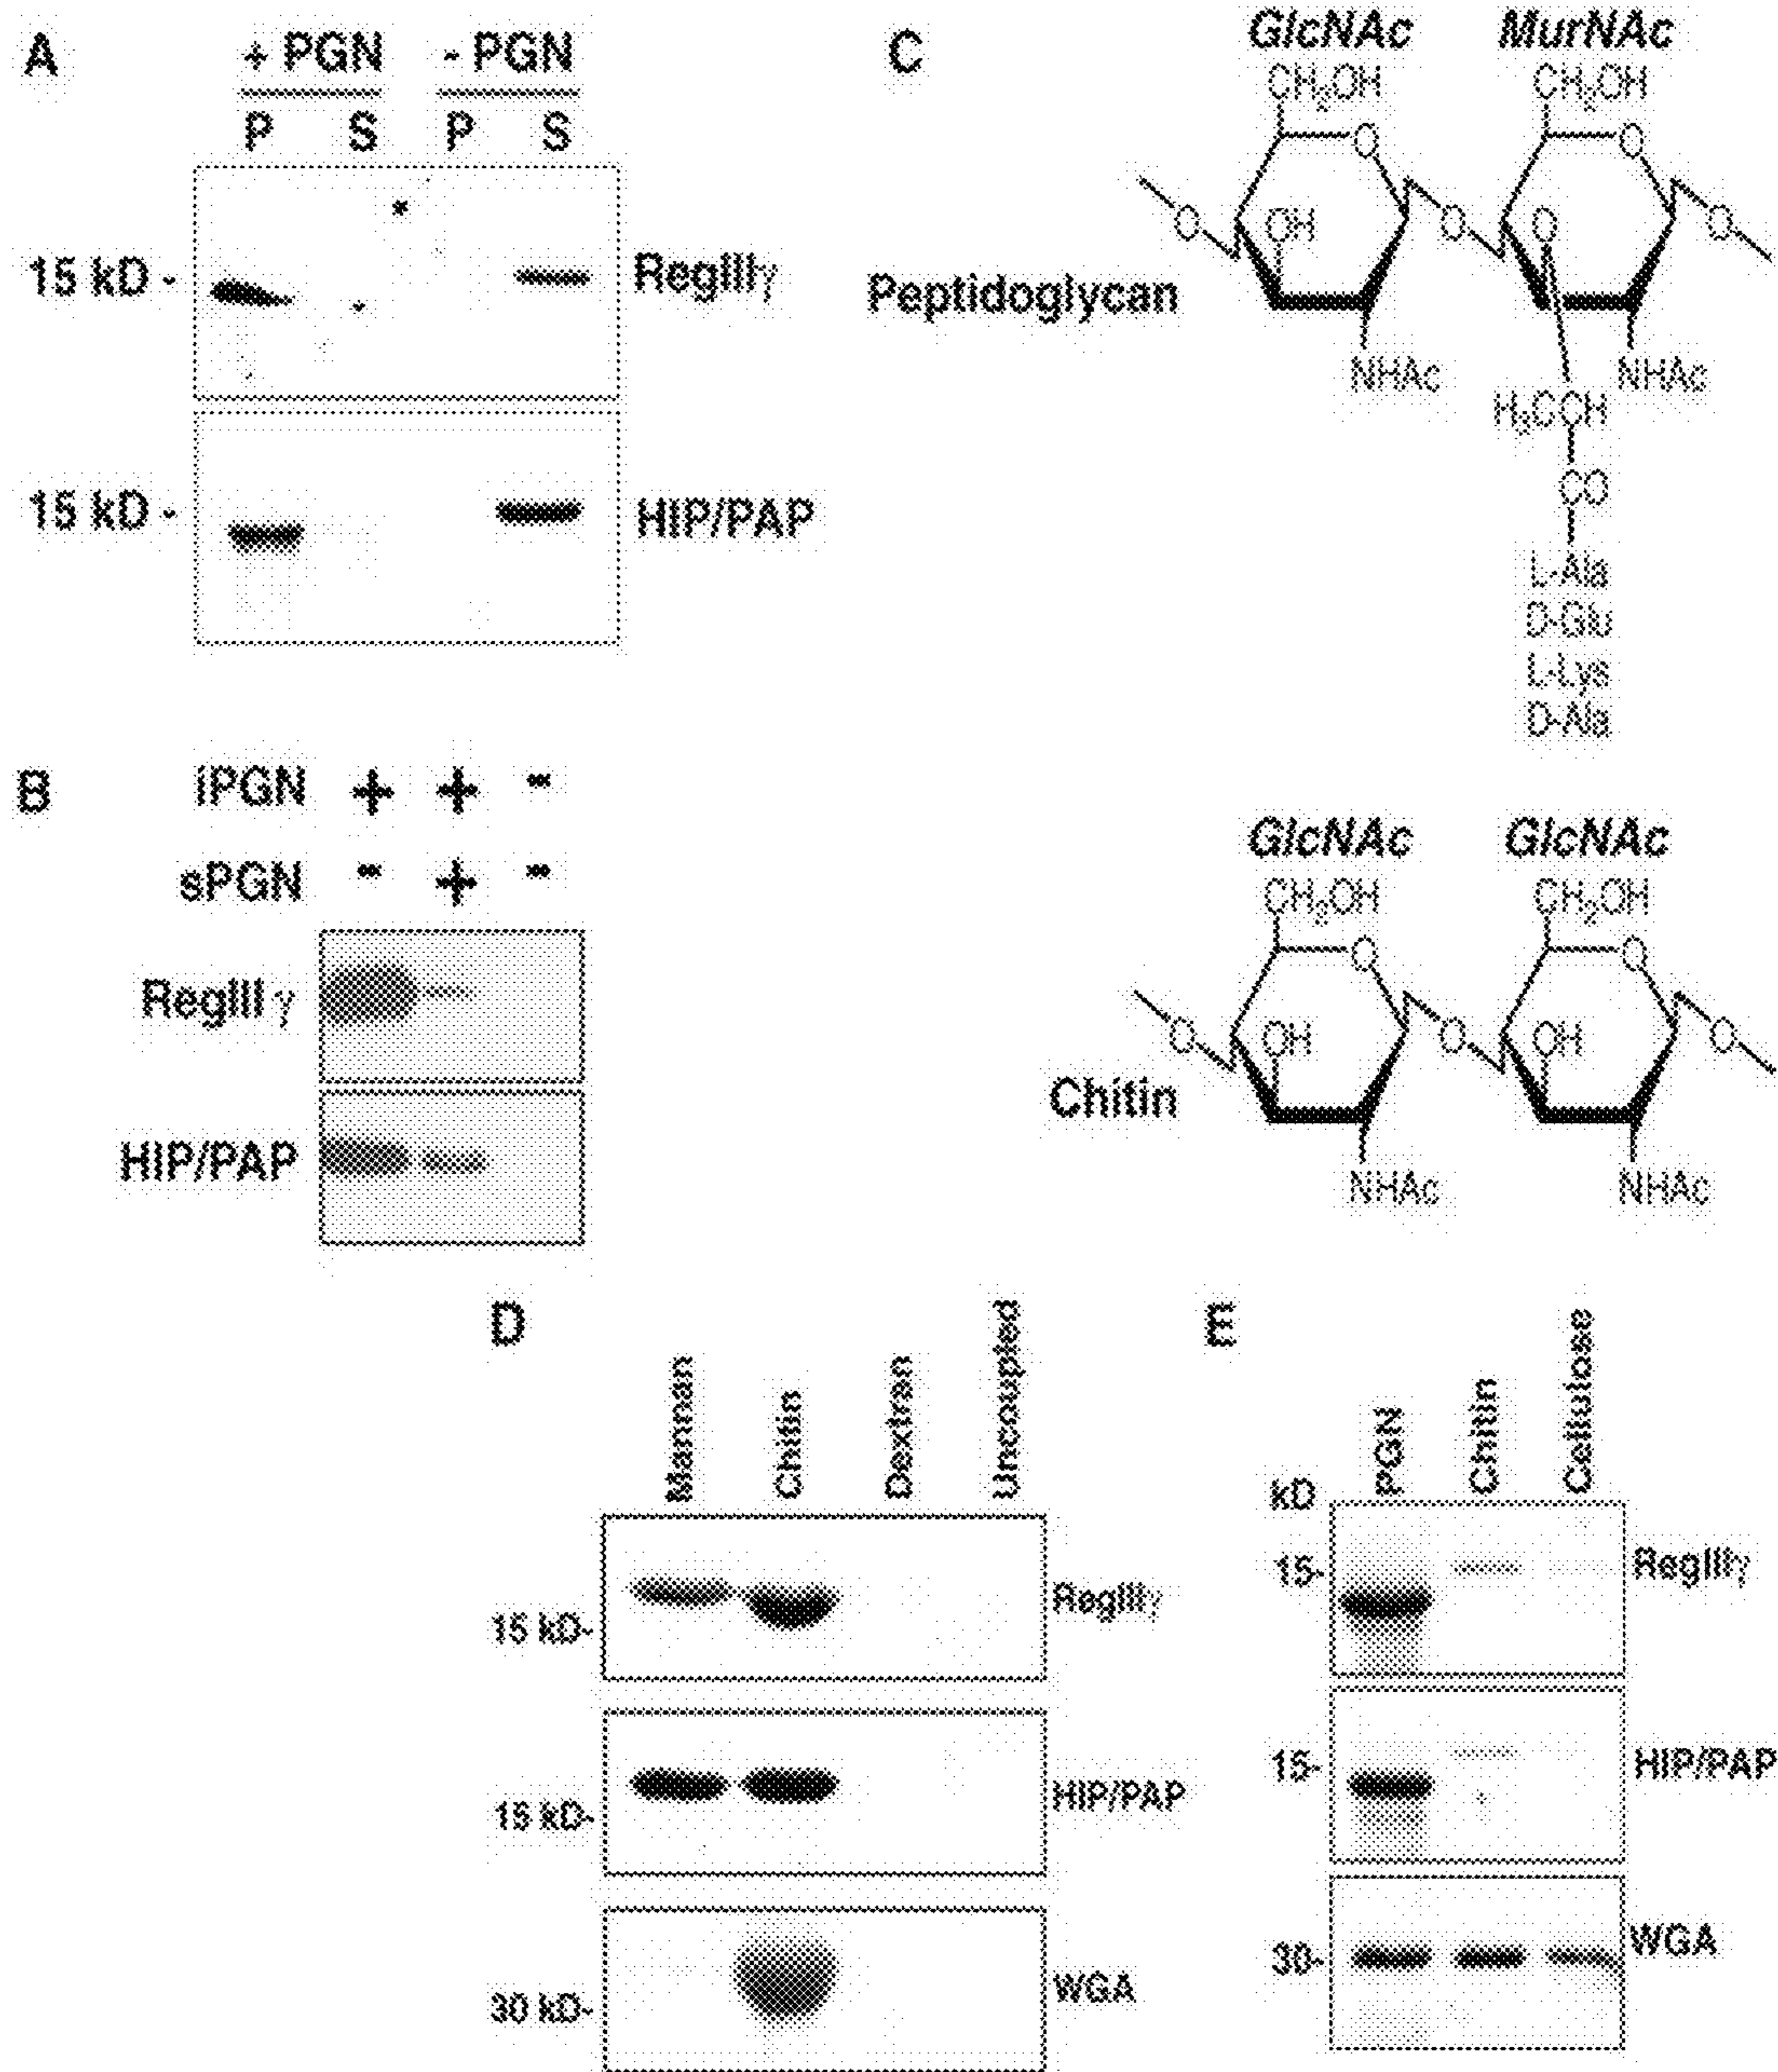 A
+ PGN - PGN
P S P S
15 kD - RegIIIγ
15 kD - HIP/PAP
B
iPGN + + -
sPGN - + -
RegIII γ
HIP/PAP
C
GlcNAc MurNAc
CH₂OH CH₂OH
O O
O OH O O O
Peptidoglycan
NHAc NHAc
H₃CCH
CO
L-Ala
D-Glu
L-Lys
D-Ala
GlcNAc GlcNAc
CH₂OH CH₂OH
O O
O OH O OH O
Chitin
NHAc NHAc
D
Mannan Chitin Dextran Uncoupled
15 kD- RegIIIγ
15 kD- HIP/PAP
30 kD- WGA
E
PGN Chitin Cellulose
kD
15- RegIIIγ
15- HIP/PAP
30- WGA